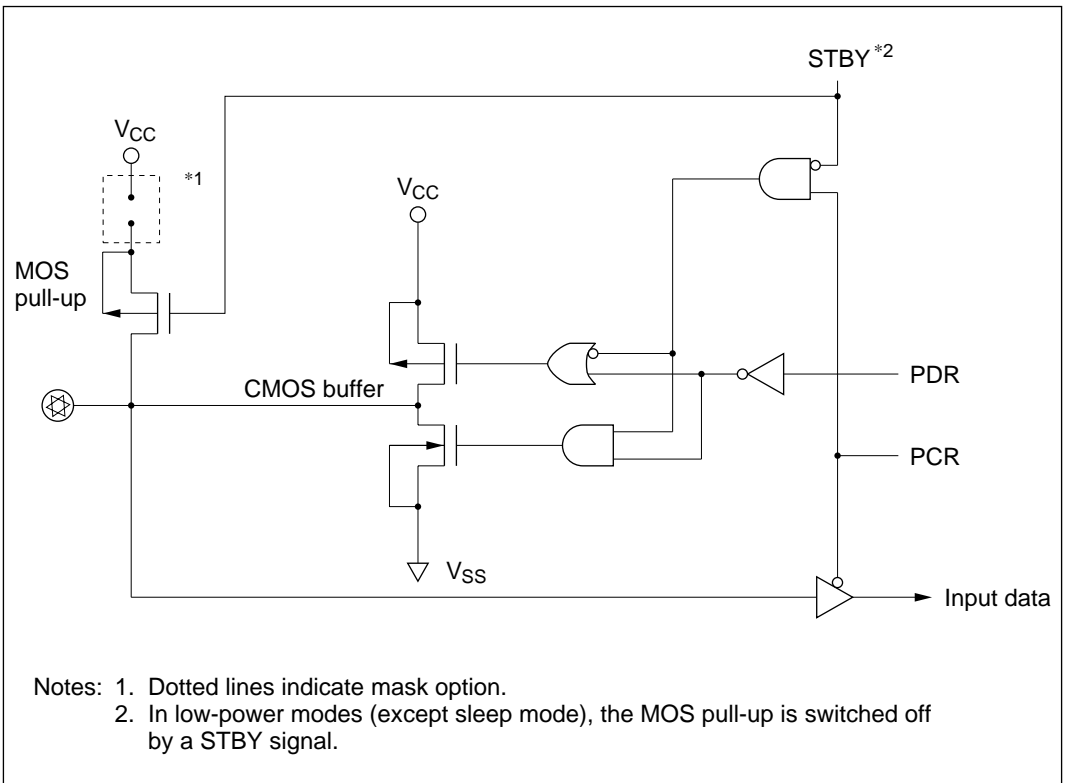 STBY *2
VCC
*1
VCC
MOS
pull-up
CMOS buffer
PDR
PCR
VSS
Input data
Notes: 1. Dotted lines indicate mask option.
2. In low-power modes (except sleep mode), the MOS pull-up is switched off
by a STBY signal.